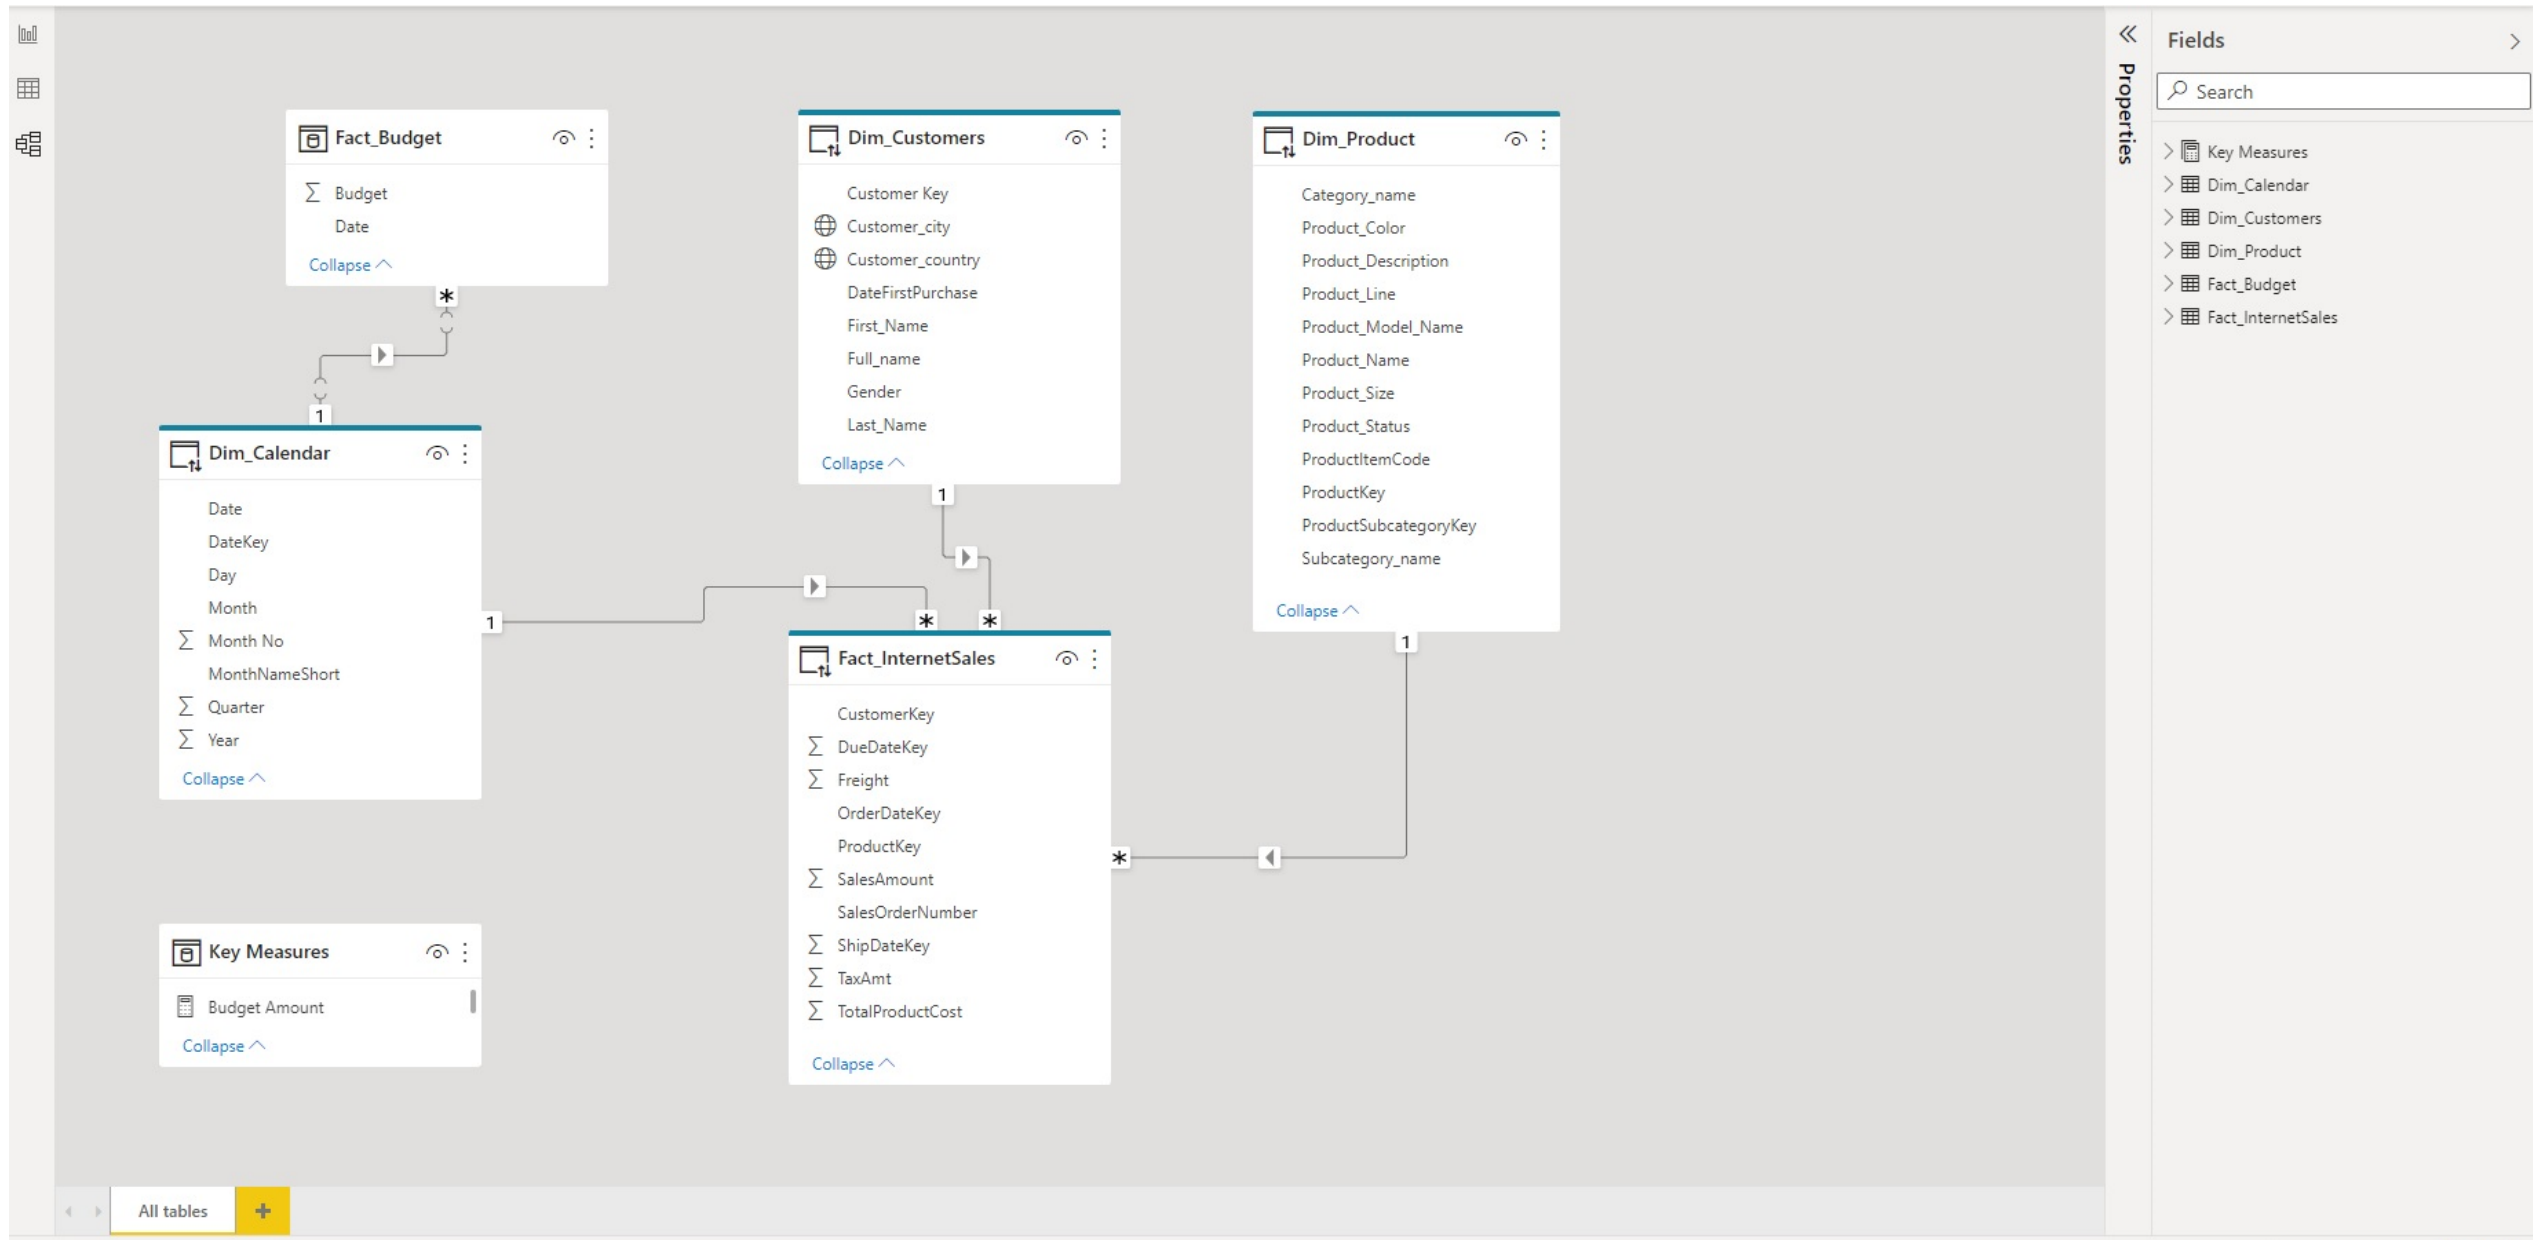 Fact_Budget
Budget
Date
Collapse
*
1
Dim_Customers
Customer Key
Customer_city
Customer_country
DateFirstPurchase
First_Name
Full_name
Gender
Last_Name
Collapse
1
Dim_Product
Category_name
Product_Color
Product_Description
Product_Line
Product_Model_Name
Product_Name
Product_Size
Product_Status
ProductItemCode
ProductKey
ProductSubcategoryKey
Subcategory_name
Collapse
1
Dim_Calendar
Date
DateKey
Day
Month
Month No
MonthNameShort
Quarter
Year
Collapse
1
* *
Fact_InternetSales
CustomerKey
DueDateKey
Freight
OrderDateKey
ProductKey
SalesAmount
SalesOrderNumber
ShipDateKey
TaxAmt
TotalProductCost
Collapse
*
Key Measures
Budget Amount
Collapse
All tables
+
Properties
Fields
Search
Key Measures
Dim_Calendar
Dim_Customers
Dim_Product
Fact_Budget
Fact_InternetSales